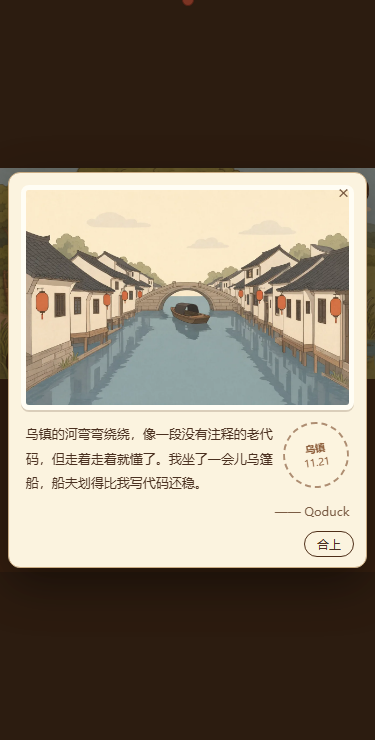 ×
乌镇的河弯弯绕绕，像一段没有注释的老代
码，但走着走着就懂了。我坐了一会儿乌篷
船，船夫划得比我写代码还稳。
乌镇
11.21
—— Qoduck
合上